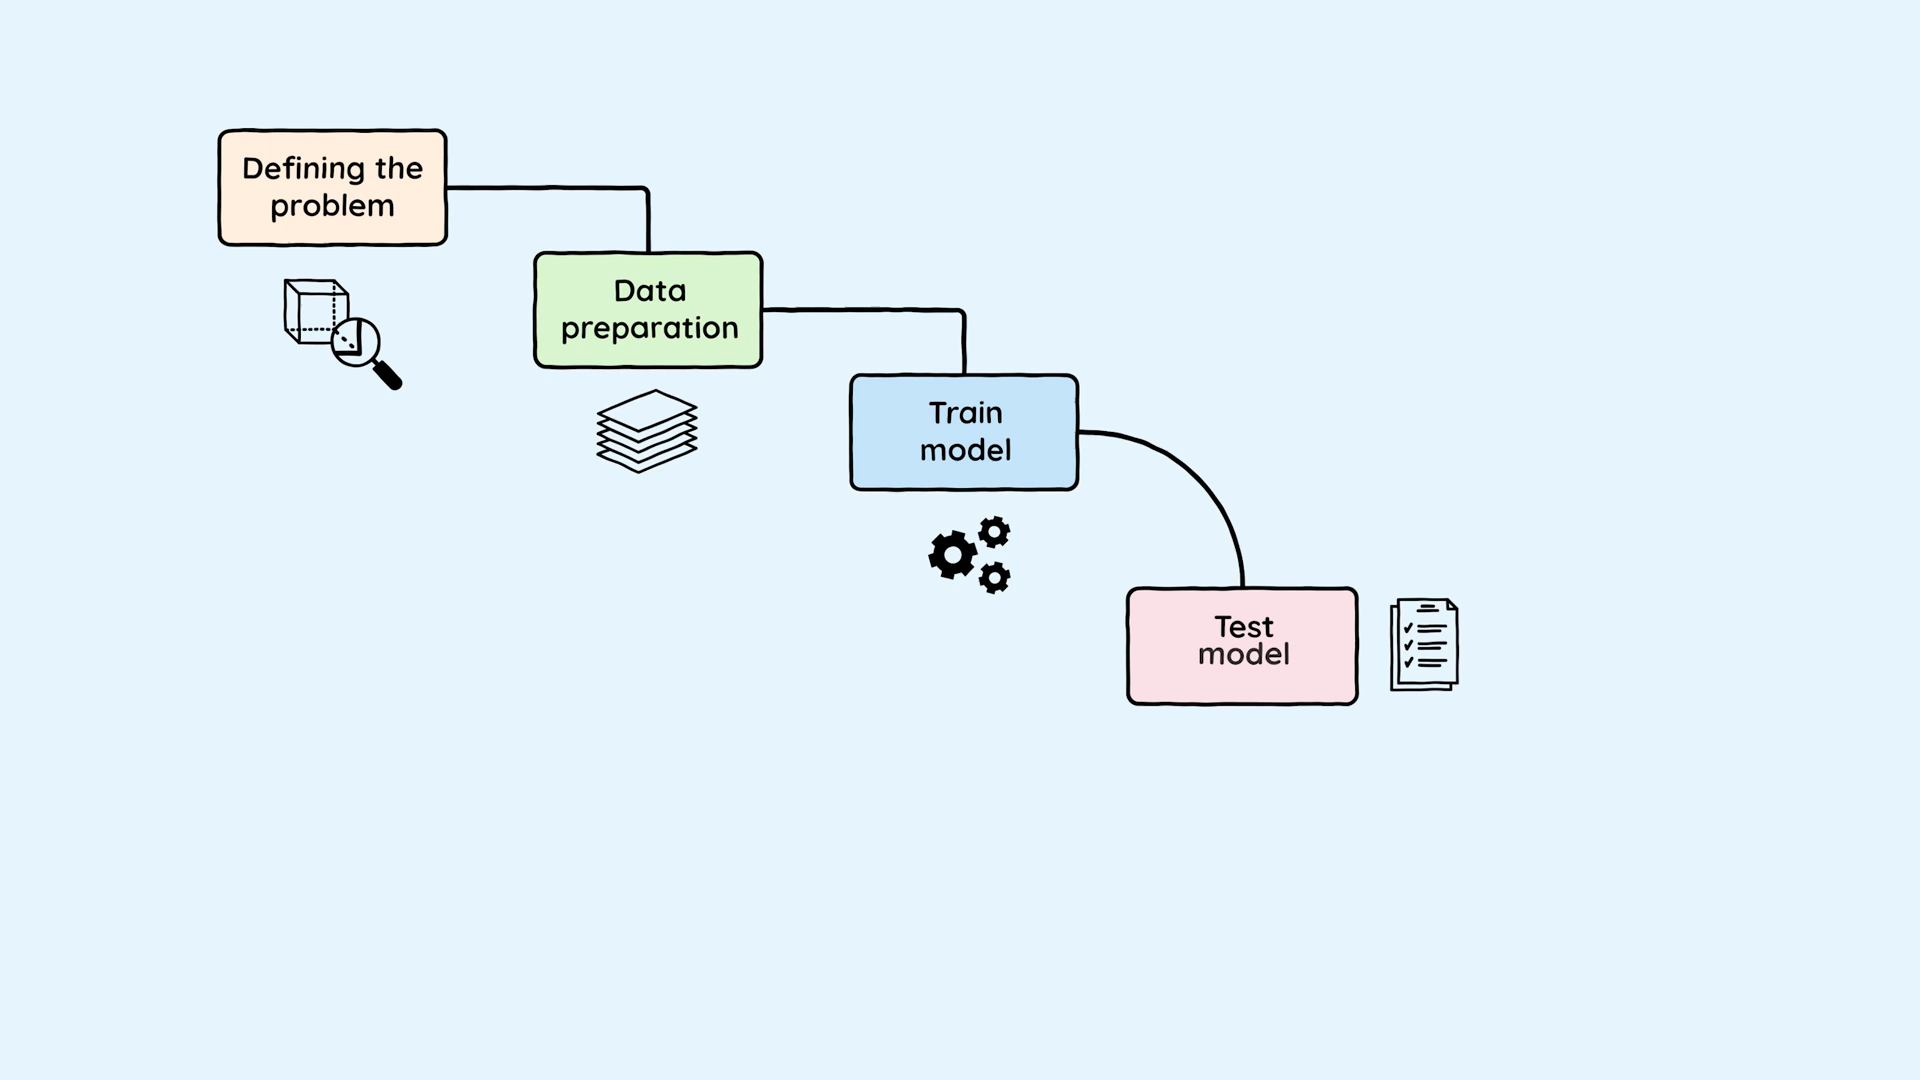 Defining the
problem
Data
preparation
Train
model
Test
model